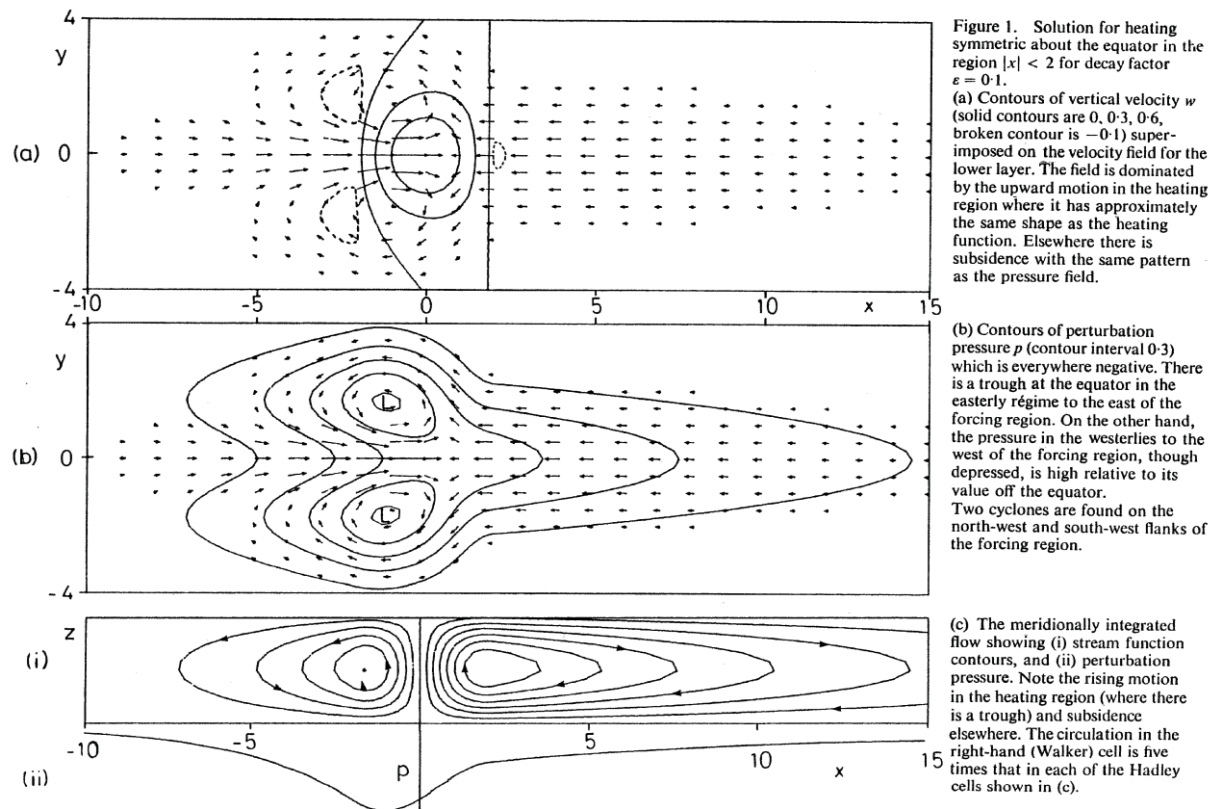 4
y
(a) 0
-4
-10
-5
0
5
x
10
15
4
y
(b) 0
-4
L
L
z
(i)
-10
-5
p
5
10
x
15
(ii)
Figure 1. Solution for heating
symmetric about the equator in the
region |x| < 2 for decay factor
ε = 0·1.
(a) Contours of vertical velocity w
(solid contours are 0, 0·3, 0·6,
broken contour is −0·1) super-
imposed on the velocity field for the
lower layer. The field is dominated
by the upward motion in the heating
region where it has approximately
the same shape as the heating
function. Elsewhere there is
subsidence with the same pattern
as the pressure field.
(b) Contours of perturbation
pressure p (contour interval 0·3)
which is everywhere negative. There
is a trough at the equator in the
easterly régime to the east of the
forcing region. On the other hand,
the pressure in the westerlies to the
west of the forcing region, though
depressed, is high relative to its
value off the equator.
Two cyclones are found on the
north-west and south-west flanks of
the forcing region.
(c) The meridionally integrated
flow showing (i) stream function
contours, and (ii) perturbation
pressure. Note the rising motion
in the heating region (where there
is a trough) and subsidence
elsewhere. The circulation in the
right-hand (Walker) cell is five
times that in each of the Hadley
cells shown in (c).